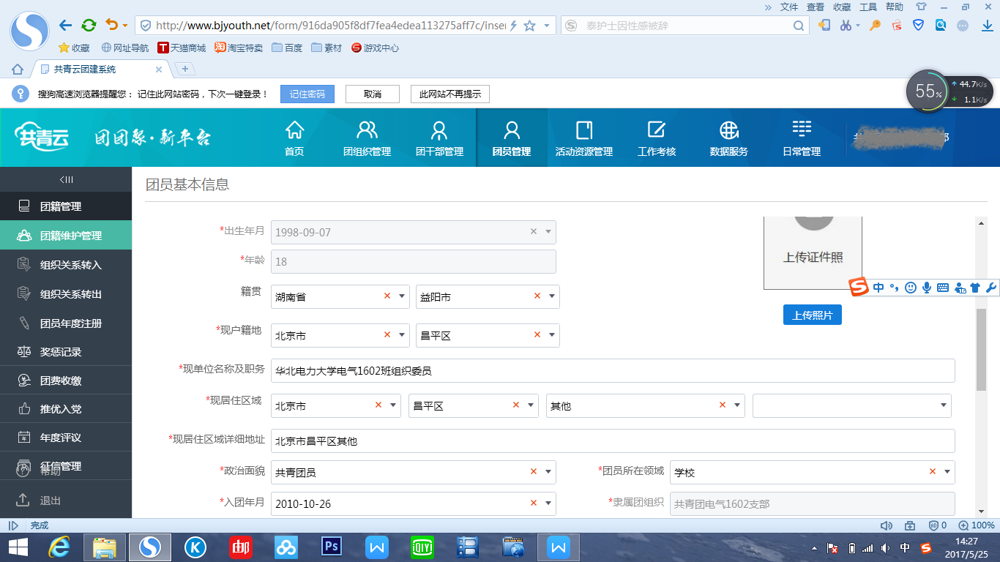 » 文件 查看 收藏 工具 帮助
http://www.bjyouth.net/form/916da905f8df7fea4edea113275aff7c/inser
泰护士因性感被辞
收藏 网址导航 天猫商城 淘宝特卖 百度 素材 游戏中心
共青云团建系统
搜狗高速浏览器提醒您： 记住此网站密码，下次一键登录！ 记住密码 取消 此网站不再提示
55%
44.7K/s
1.1K/s
共青云 团团聚·新平台
首页 团组织管理 团干部管理 团员管理 活动资源管理 工作考核 数据服务 日常管理
团员基本信息
团籍管理
团籍维护管理
组织关系转入
组织关系转出
团员年度注册
奖惩记录
团费收缴
推优入党
年度评议
征信管理
帮助
退出
*出生年月 1998-09-07
*年龄 18
籍贯 湖南省 益阳市
*现户籍地 北京市 昌平区
*现单位名称及职务 华北电力大学电气1602班组织委员
*现居住区域 北京市 昌平区 其他
*现居住区域详细地址 北京市昌平区其他
*政治面貌 共青团员 *团员所在领域 学校
*入团年月 2010-10-26 *隶属团组织 共青团电气1602支部
上传证件照
上传照片
中
完成
0
100%
Ps
iQIYI
中
14:27
2017/5/25